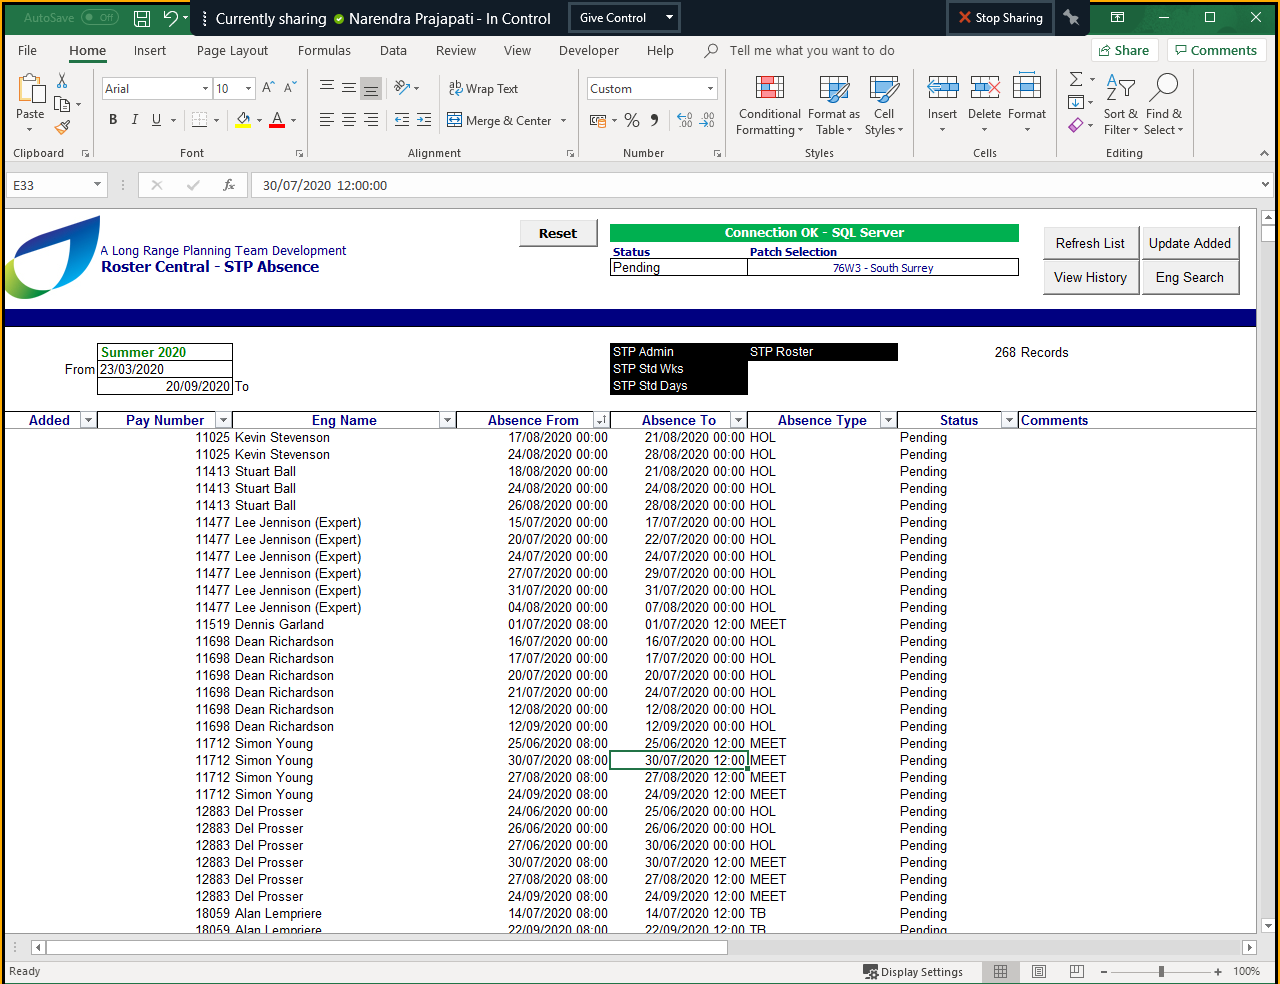 AutoSave Off Currently sharing Narendra Prajapati - In Control Give Control Stop Sharing
File Home Insert Page Layout Formulas Data Review View Developer Help Tell me what you want to do Share Comments
Paste Arial 10 A A Wrap Text Custom Conditional Formatting Format as Table Cell Styles Insert Delete Format Sort & Filter Find & Select
B I U A Merge & Center % 9
Clipboard Font Alignment Number Styles Cells Editing
E33 fx 30/07/2020 12:00:00
Reset Connection OK - SQL Server
A Long Range Planning Team Development Status Patch Selection Refresh List Update Added
Roster Central - STP Absence Pending 76W3 - South Surrey View History Eng Search
Summer 2020 STP Admin STP Roster 268 Records
From 23/03/2020 STP Std Wks
20/09/2020 To STP Std Days
Added Pay Number Eng Name Absence From Absence To Absence Type Status Comments
11025 Kevin Stevenson 17/08/2020 00:00 21/08/2020 00:00 HOL Pending
11025 Kevin Stevenson 24/08/2020 00:00 28/08/2020 00:00 HOL Pending
11413 Stuart Ball 18/08/2020 00:00 21/08/2020 00:00 HOL Pending
11413 Stuart Ball 24/08/2020 00:00 24/08/2020 00:00 HOL Pending
11413 Stuart Ball 26/08/2020 00:00 28/08/2020 00:00 HOL Pending
11477 Lee Jennison (Expert) 15/07/2020 00:00 17/07/2020 00:00 HOL Pending
11477 Lee Jennison (Expert) 20/07/2020 00:00 22/07/2020 00:00 HOL Pending
11477 Lee Jennison (Expert) 24/07/2020 00:00 24/07/2020 00:00 HOL Pending
11477 Lee Jennison (Expert) 27/07/2020 00:00 29/07/2020 00:00 HOL Pending
11477 Lee Jennison (Expert) 31/07/2020 00:00 31/07/2020 00:00 HOL Pending
11477 Lee Jennison (Expert) 04/08/2020 00:00 07/08/2020 00:00 HOL Pending
11519 Dennis Garland 01/07/2020 08:00 01/07/2020 12:00 MEET Pending
11698 Dean Richardson 16/07/2020 00:00 16/07/2020 00:00 HOL Pending
11698 Dean Richardson 17/07/2020 00:00 17/07/2020 00:00 HOL Pending
11698 Dean Richardson 20/07/2020 00:00 20/07/2020 00:00 HOL Pending
11698 Dean Richardson 21/07/2020 00:00 24/07/2020 00:00 HOL Pending
11698 Dean Richardson 12/08/2020 00:00 12/08/2020 00:00 HOL Pending
11698 Dean Richardson 12/09/2020 00:00 12/09/2020 00:00 HOL Pending
11712 Simon Young 25/06/2020 08:00 25/06/2020 12:00 MEET Pending
11712 Simon Young 30/07/2020 08:00 30/07/2020 12:00 MEET Pending
11712 Simon Young 27/08/2020 08:00 27/08/2020 12:00 MEET Pending
11712 Simon Young 24/09/2020 08:00 24/09/2020 12:00 MEET Pending
12883 Del Prosser 24/06/2020 00:00 25/06/2020 00:00 HOL Pending
12883 Del Prosser 26/06/2020 00:00 26/06/2020 00:00 HOL Pending
12883 Del Prosser 27/06/2020 00:00 30/06/2020 00:00 HOL Pending
12883 Del Prosser 30/07/2020 08:00 30/07/2020 12:00 MEET Pending
12883 Del Prosser 27/08/2020 08:00 27/08/2020 12:00 MEET Pending
12883 Del Prosser 24/09/2020 08:00 24/09/2020 12:00 MEET Pending
18059 Alan Lempriere 14/07/2020 08:00 14/07/2020 12:00 TB Pending
18059 Alan Lempriere 22/09/2020 08:00 22/09/2020 12:00 TB Pending
Ready Display Settings 100%